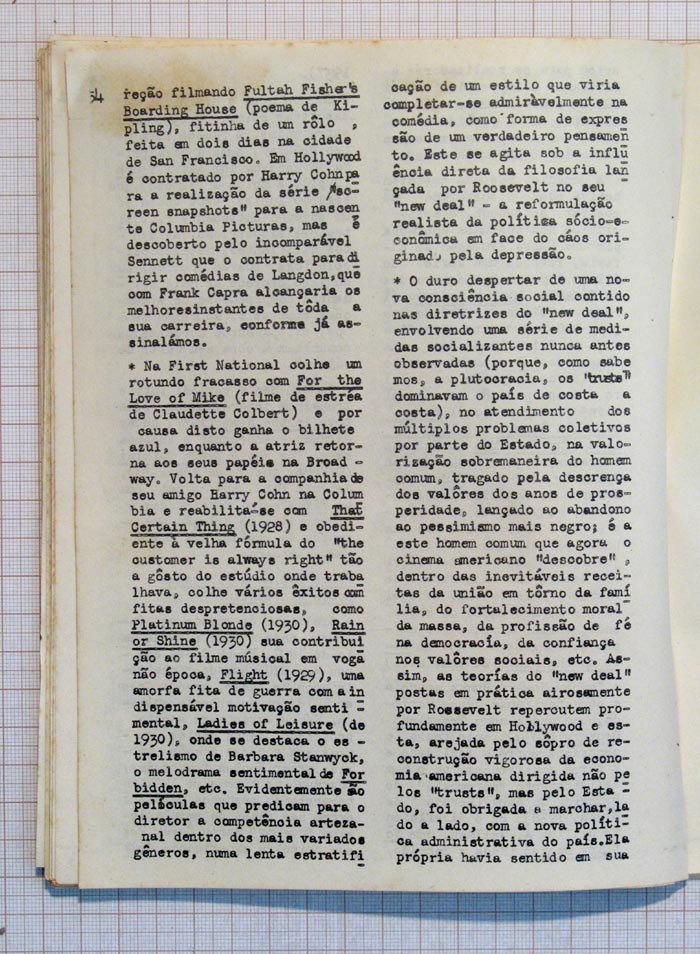 54
reção filmando Fultah Fisher's
Boarding House (poema de Ki-
pling), fitinha de um rôlo ,
feita em dois dias na cidade
de San Francisco. Em Hollywood
é contratado por Harry Cohn pa
ra a realização da série "sc-
reen snapshots" para a nascen
te Columbia Picturas, mas é
descoberto pelo incomparável
Sennett que o contrata para di
rigir comédias de Langdon,que
com Frank Capra alcançaria os
melhoresinstantes de tôda a
sua carreira, conforme já as-
sinalámos.
* Na First National colhe um
rotundo fracasso com For the
Love of Mike (filme de estréa
de Claudette Colbert) e por
causa disto ganha o bilhete
azul, enquanto a atriz retor-
na aos seus papéis na Broad -
way. Volta para a companhia de
seu amigo Harry Cohn na Colum
bia e reabilita-se com That
Certain Thing (1928) e obedi-
ente à velha fórmula do "the
customer is always right" tão
a gôsto do estúdio onde traba
lhava, colhe vários êxitos com
fitas despretenciosas, como
Platinum Blonde (1930), Rain
or Shine (1930) sua contribui
ção ao filme músical em voga
não época, Flight (1929), uma
amorfa fita de guerra com a in
dispensável motivação senti -
mental, Ladies of Leisure (de
1930), onde se destaca o es -
trelismo de Barbara Stanwyck,
o melodrama sentimental de For
bidden, etc. Evidentemente são
películas que predicam para o
diretor a competência arteza-
nal dentro dos mais variados
gêneros, numa lenta estratifi
cação de um estilo que viria
completar-se admiràvelmente na
comédia, como forma de expres
são de um verdadeiro pensamen
to. Este se agita sob a influ
ência direta da filosofia lan
çada por Roosevelt no seu
"new deal" - a reformulação
realista da política sócio-e-
conômica em face do cáos ori-
ginado pela depressão.
* O duro despertar de uma no-
va consciência social contido
nas diretrizes do "new deal",
envolvendo uma série de medi-
das socializantes nunca antes
observadas (porque, como sabe
mos, a plutocracia, os "trusts"
dominavam o país de costa a
costa), no atendimento dos
múltiplos problemas coletivos
por parte do Estado, na valo-
rização sobremaneira do homem
comum, tragado pela descrença
dos valôres dos anos de pros-
peridade, lançado ao abandono
ao pessimismo mais negro; é a
este homem comum que agora o
cinema americano "descobre" ,
dentro das inevitáveis recei-
tas da união em tôrno da famí
lia, do fortalecimento moral
da massa, da profissão de fé
na democracía, da confiança
nos valôres sociais, etc. As-
sim, as teorías do "new deal"
postas em prática airosamente
por Roosevelt repercutem pro-
fundamente em Hollywood e es-
ta, arejada pelo sôpro de re-
construção vigorosa da econo-
mia americana dirigida não pe
los "trusts", mas pelo Esta -
do, foi obrigada a marchar,la
do a lado, com a nova políti-
ca administrativa do país.Ela
própria havia sentido em sua